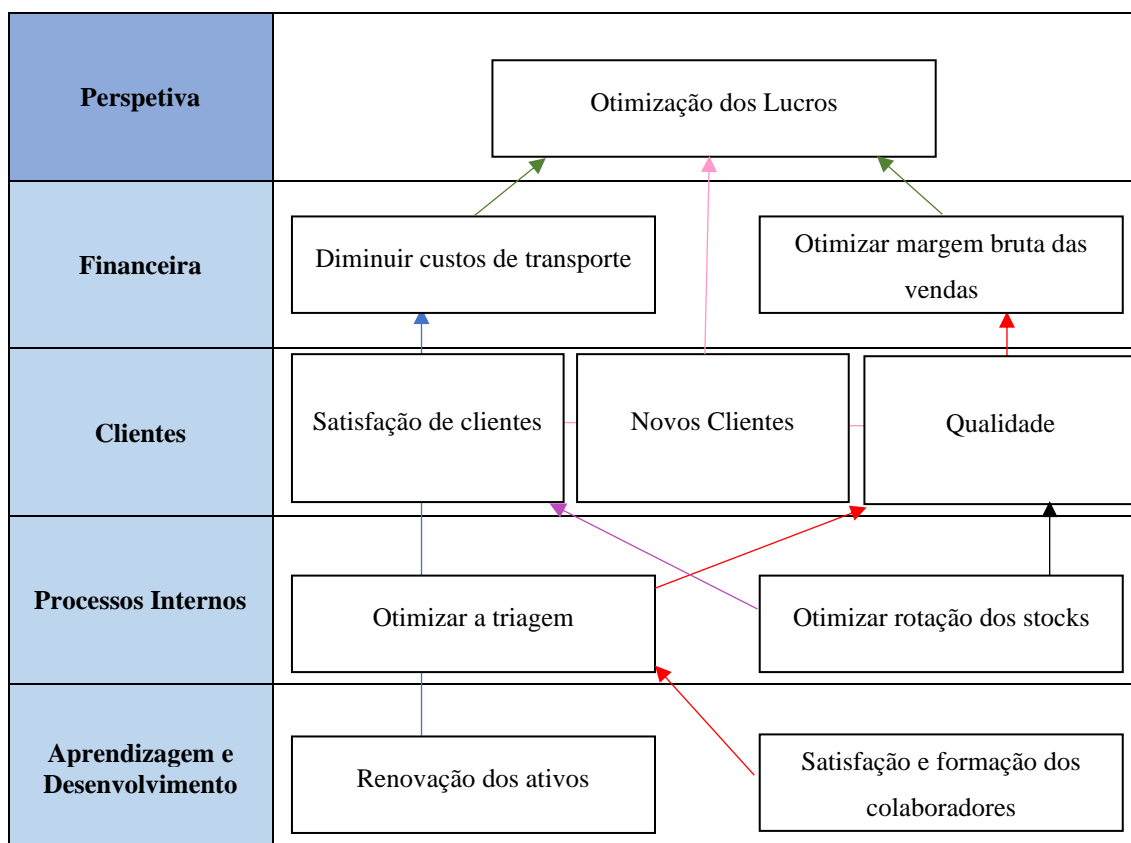 Perspetiva
Otimização dos Lucros
Financeira
Diminuir custos de transporte
Otimizar margem bruta das
vendas
Clientes
Satisfação de clientes
Novos Clientes
Qualidade
Processos Internos
Otimizar a triagem
Otimizar rotação dos stocks
Aprendizagem e
Desenvolvimento
Renovação dos ativos
Satisfação e formação dos
colaboradores